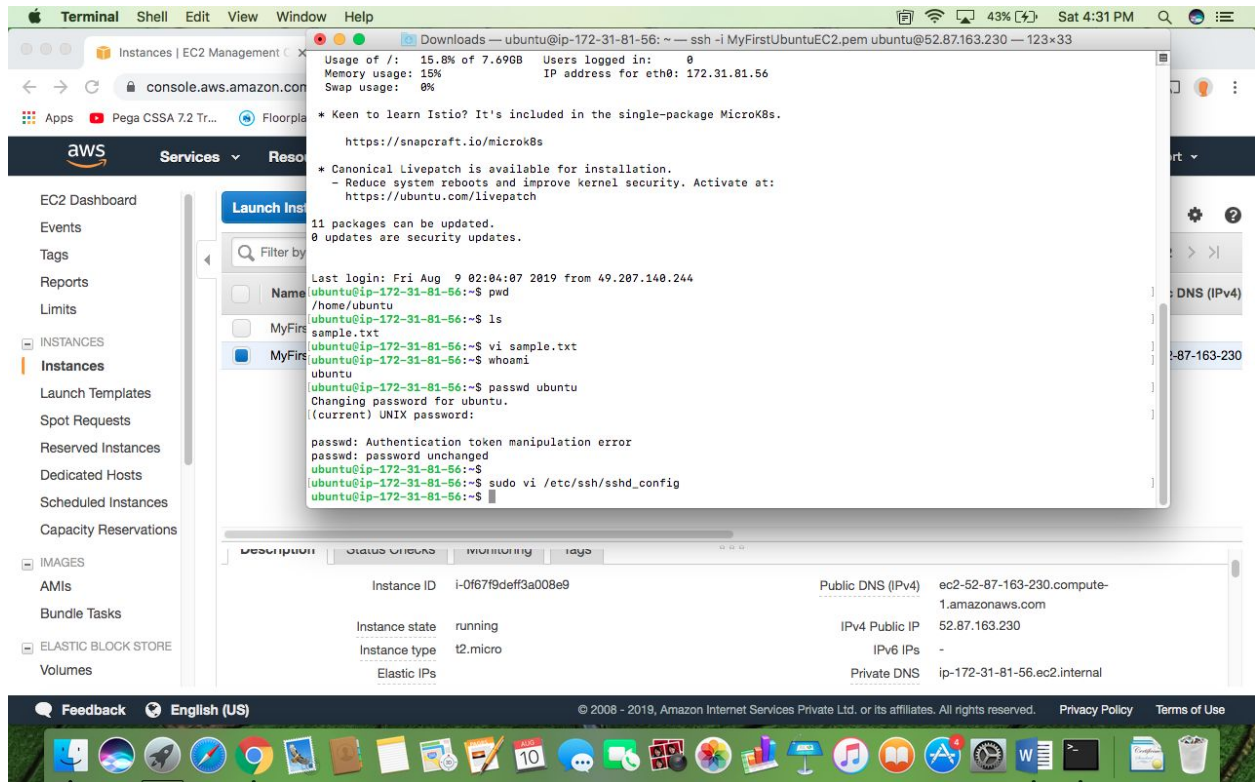 Terminal Shell Edit View Window Help 43% Sat 4:31 PM
Instances | EC2 Management C
Downloads — ubuntu@ip-172-31-81-56: ~ — ssh -i MyFirstUbuntuEC2.pem ubuntu@52.87.163.230 — 123×33
console.aws.amazon.com
Apps Pega CSSA 7.2 Tr... Floorpla
aws Services Resou rt
EC2 Dashboard
Events
Tags
Reports
Limits
INSTANCES
Instances
Launch Templates
Spot Requests
Reserved Instances
Dedicated Hosts
Scheduled Instances
Capacity Reservations
IMAGES
AMIs
Bundle Tasks
ELASTIC BLOCK STORE
Volumes
Launch Inst
Filter by
Name DNS (IPv4)
MyFirs
MyFirs 2-87-163-230
Usage of /: 15.8% of 7.69GB Users logged in: 0
Memory usage: 15% IP address for eth0: 172.31.81.56
Swap usage: 0%
* Keen to learn Istio? It's included in the single-package MicroK8s.
https://snapcraft.io/microk8s
* Canonical Livepatch is available for installation.
- Reduce system reboots and improve kernel security. Activate at:
https://ubuntu.com/livepatch
11 packages can be updated.
0 updates are security updates.
Last login: Fri Aug  9 02:04:07 2019 from 49.207.140.244
[ubuntu@ip-172-31-81-56:~$ pwd ]
/home/ubuntu
[ubuntu@ip-172-31-81-56:~$ ls ]
sample.txt
[ubuntu@ip-172-31-81-56:~$ vi sample.txt ]
[ubuntu@ip-172-31-81-56:~$ whoami ]
ubuntu
[ubuntu@ip-172-31-81-56:~$ passwd ubuntu ]
Changing password for ubuntu.
[(current) UNIX password: ]
passwd: Authentication token manipulation error
passwd: password unchanged
ubuntu@ip-172-31-81-56:~$
[ubuntu@ip-172-31-81-56:~$ sudo vi /etc/ssh/sshd_config ]
ubuntu@ip-172-31-81-56:~$
Description Status Checks Monitoring Tags
Instance ID i-0f67f9deff3a008e9 Public DNS (IPv4) ec2-52-87-163-230.compute-
1.amazonaws.com
Instance state running IPv4 Public IP 52.87.163.230
Instance type t2.micro IPv6 IPs -
Elastic IPs Private DNS ip-172-31-81-56.ec2.internal
Feedback English (US) © 2008 - 2019, Amazon Internet Services Private Ltd. or its affiliates. All rights reserved. Privacy Policy Terms of Use
AUG
10
4
W